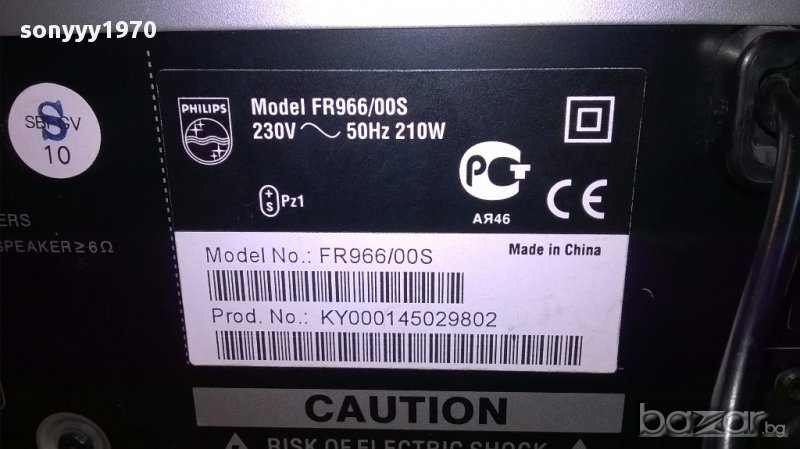 sonyyy1970
PHILIPS
Model FR966/00S
230V ~ 50Hz 210W
S
10
+
S
Pz1
РСТ
АЯ46
CE
ERS
SPEAKER ≥ 6Ω
Model No.: FR966/00S
Made in China
Prod. No.: KY000145029802
CAUTION
RISK OF ELECTRIC SHOCK
bazar.bg